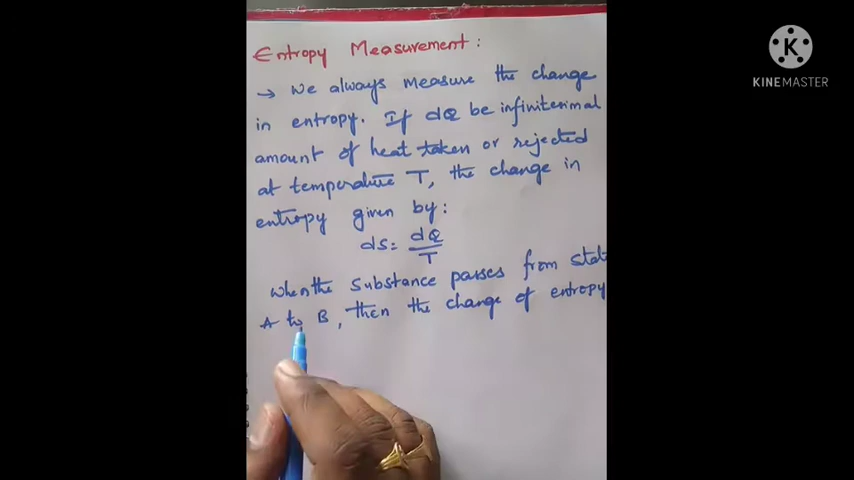 Entropy Measurement:
→ We always measure the change
in entropy. If dQ be infiniterimal
amount of heat taken or rejected
at temperature T, the change in
entropy given by:
dS = dQ/T
When the Substance passes from state
A to B, then the change of entropy
K
KINEMASTER